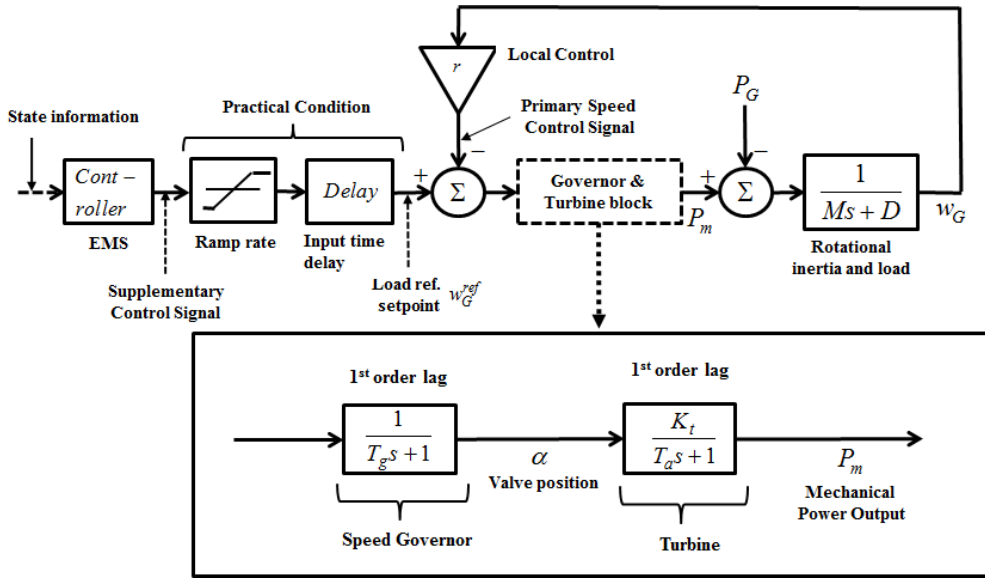 r
Local Control
State information
Practical Condition
Primary Speed
Control Signal
P_G
Cont −
roller
Delay
+
−
Σ
Governor &
Turbine block
+
−
P_m
Σ
1
Ms + D
w_G
EMS
Ramp rate
Input time
delay
Rotational
inertia and load
Supplementary
Control Signal
Load ref.
setpoint
w_G^ref
1st order lag
1st order lag
1
T_g s + 1
α
Valve position
K_t
T_a s + 1
P_m
Mechanical
Power Output
Speed Governor
Turbine